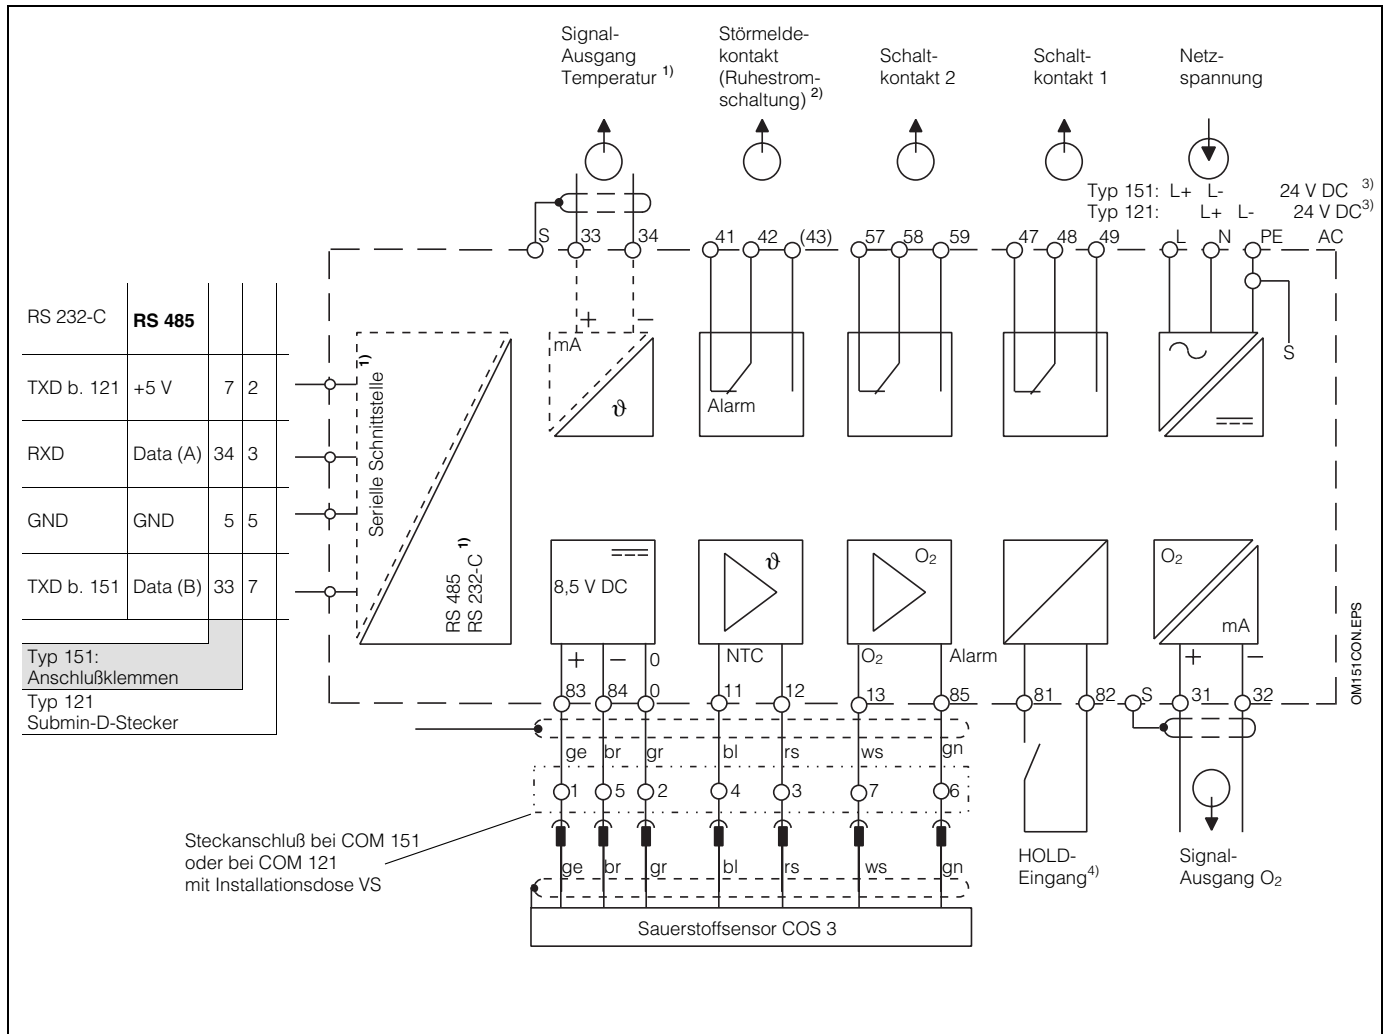 Signal-
Ausgang
Temperatur 1)
Störmelde-
kontakt
(Ruhestrom-
schaltung) 2)
Schalt-
kontakt 2
Schalt-
kontakt 1
Netz-
spannung
Typ 151: L+ L- 24 V DC 3)
Typ 121: L+ L- 24 V DC3)
S 33 34 41 42 (43) 57 58 59 47 48 49 L N PE AC
RS 232-C RS 485
TXD b. 121 +5 V 7 2
RXD Data (A) 34 3
GND GND 5 5
TXD b. 151 Data (B) 33 7
Typ 151:
Anschlußklemmen
Typ 121
Submin-D-Stecker
Serielle Schnittstelle 1)
RS 485
RS 232-C 1)
+ −
mA
ϑ
Alarm
S
8,5 V DC
ϑ
O2
O2
mA
+ − 0 NTC O2 Alarm + −
83 84 0 11 12 13 85 81 82 S 31 32
ge br gr bl rs ws gn
1 5 2 4 3 7 6
ge br gr bl rs ws gn
Steckanschluß bei COM 151
oder bei COM 121
mit Installationsdose VS
Sauerstoffsensor COS 3
HOLD-
Eingang4)
Signal-
Ausgang O2
OM151CON.EPS